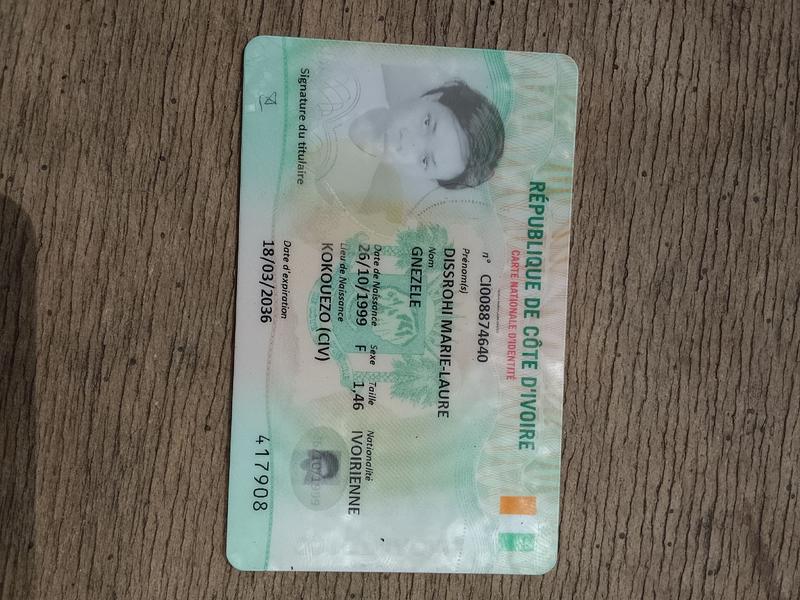 RÉPUBLIQUE DE CÔTE D'IVOIRE
CARTE NATIONALE D'IDENTITÉ
n° CI008874640
Prénom(s)
DISSROHI MARIE-LAURE
Nom
GNEZELE
Date de Naissance Sexe Taille Nationalité
26/10/1999 F 1,46 IVOIRIENNE
Lieu de Naissance
KOKOUEZO (CIV)
Signature du titulaire
Date d'expiration
18/03/2036
417908